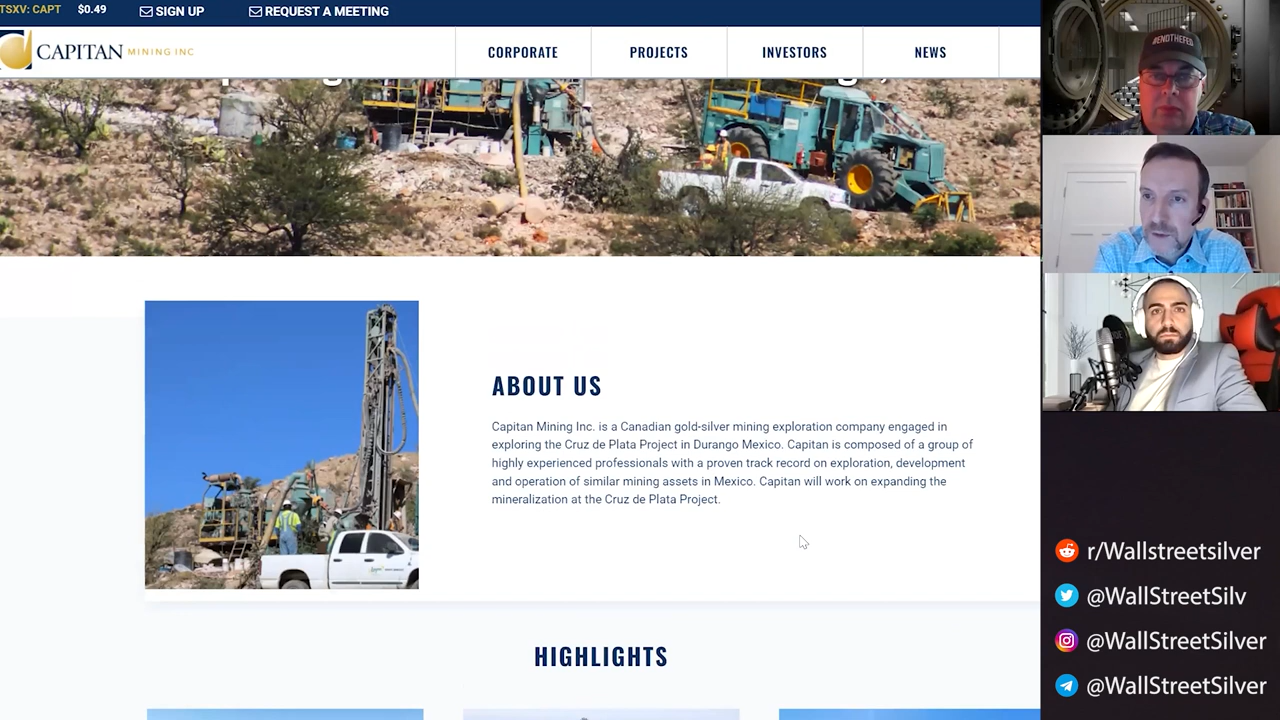 TSXV: CAPT $0.49 SIGN UP REQUEST A MEETING
CAPITAN MINING INC
CORPORATE PROJECTS INVESTORS NEWS
#ENDTHEFED
ABOUT US
Capitan Mining Inc. is a Canadian gold-silver mining exploration company engaged in
exploring the Cruz de Plata Project in Durango Mexico. Capitan is composed of a group of
highly experienced professionals with a proven track record on exploration, development
and operation of similar mining assets in Mexico. Capitan will work on expanding the
mineralization at the Cruz de Plata Project.
HIGHLIGHTS
r/Wallstreetsilver
@WallStreetSilv
@WallStreetSilver
@WallStreetSilver